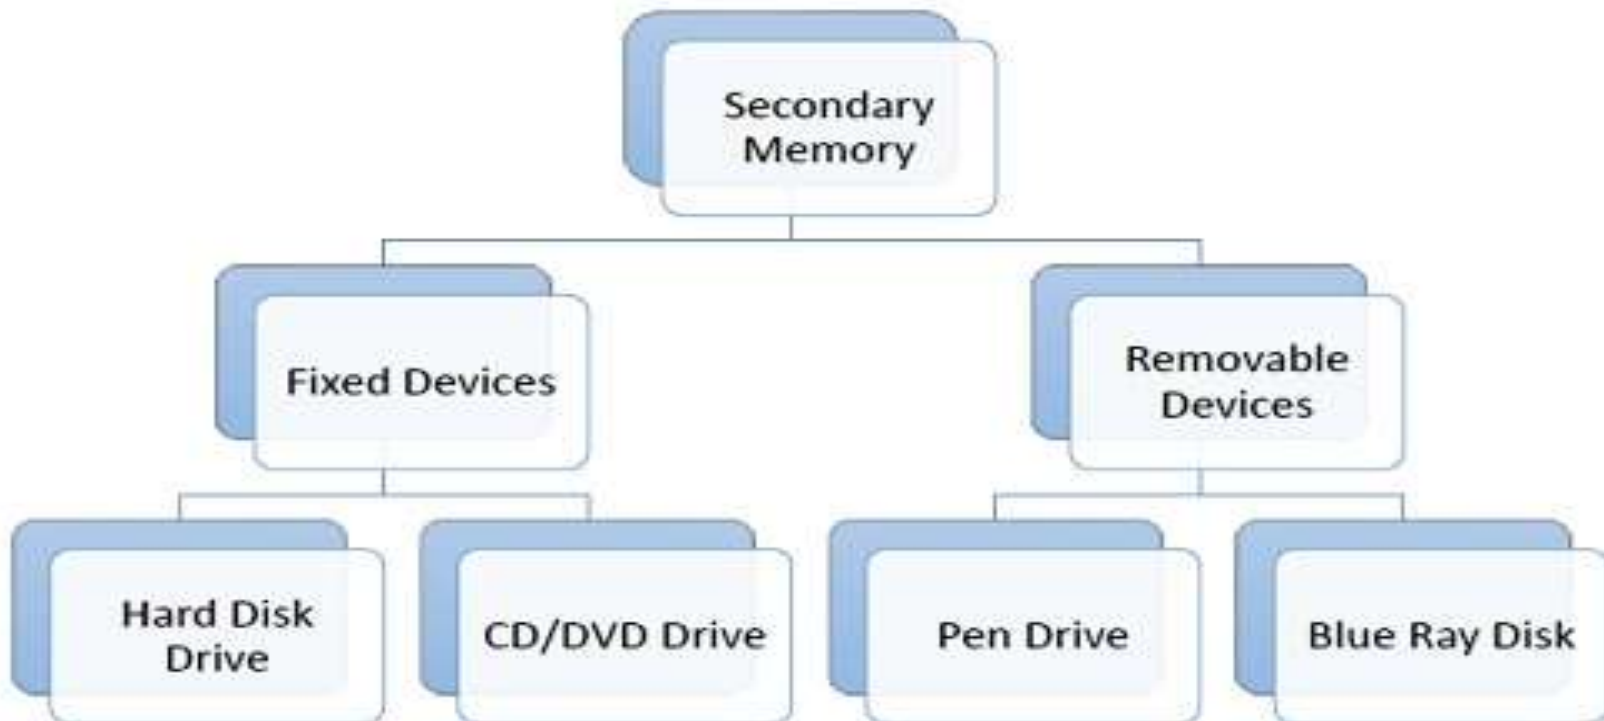 Secondary
Memory
Fixed Devices
Removable
Devices
Hard Disk
Drive
CD/DVD Drive
Pen Drive
Blue Ray Disk